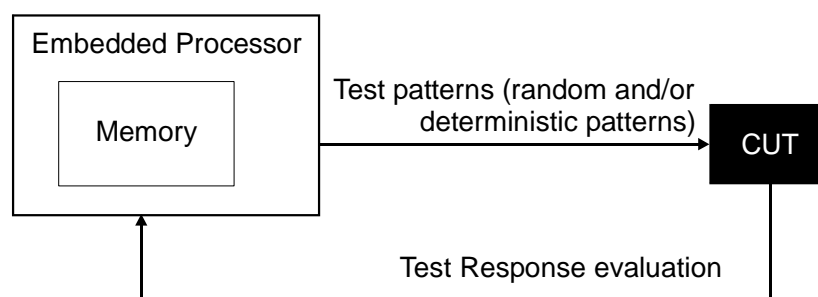 Embedded Processor
Memory
Test patterns (random and/or
deterministic patterns)
CUT
Test Response evaluation